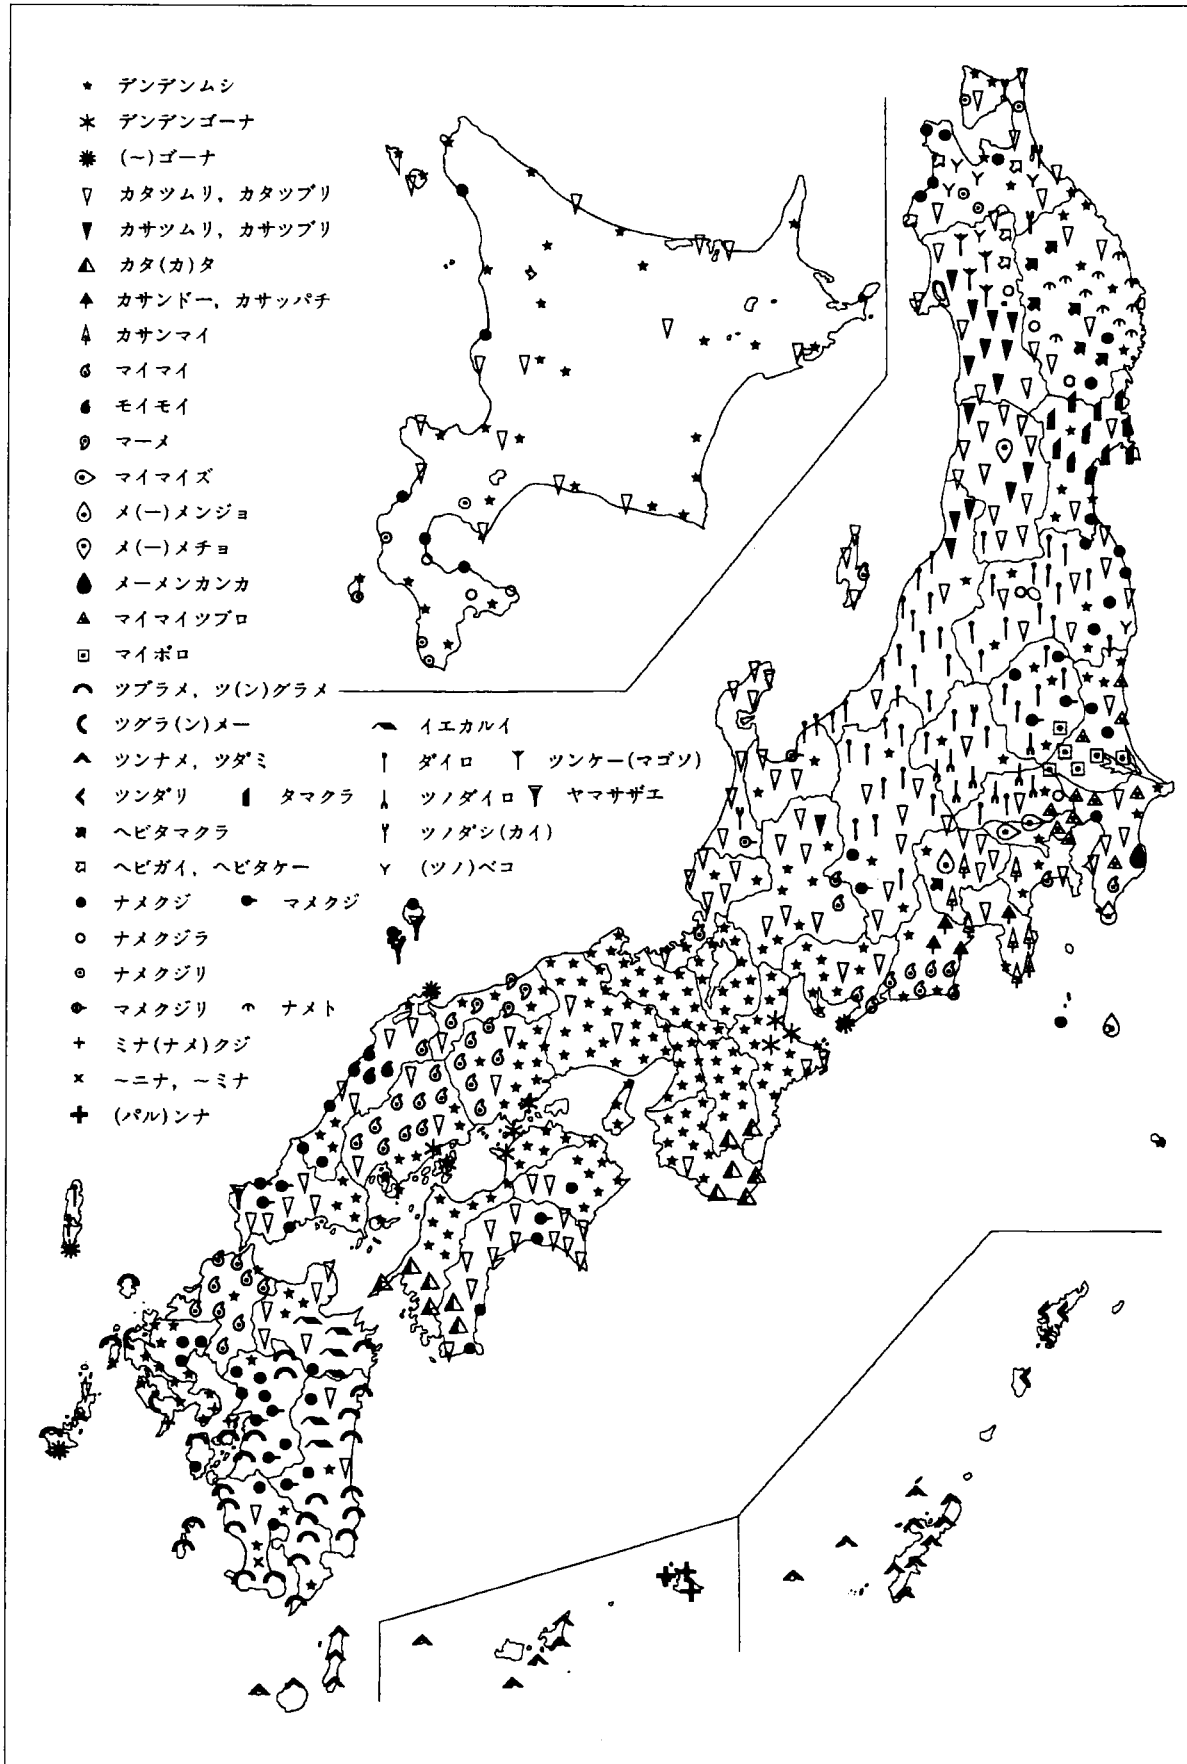 デンデンムシ
デンデンゴーナ
(〜)ゴーナ
カタツムリ，カタツブリ
カサツムリ，カサツブリ
カタ(カ)タ
カサンドー，カサッパチ
カサンマイ
マイマイ
モイモイ
マーメ
マイマイズ
メ(ー)メンジョ
メ(ー)メチョ
メーメンカンカ
マイマイツブロ
マイボロ
ツブラメ，ツ(ン)グラメ
ツグラ(ン)メー イエカルイ
ツンナメ，ツダミ ダイロ ツンケー(マゴソ)
ツンダリ タマクラ ツノダイロ ヤマサザエ
ヘビタマクラ ツノダシ(カイ)
ヘビガイ，ヘビタケー (ツノ)ベコ
ナメクジ マメクジ
ナメクジラ
ナメクジリ
マメクジリ ナメト
ミナ(ナメ)クジ
〜ニナ，〜ミナ
(パル)ンナ